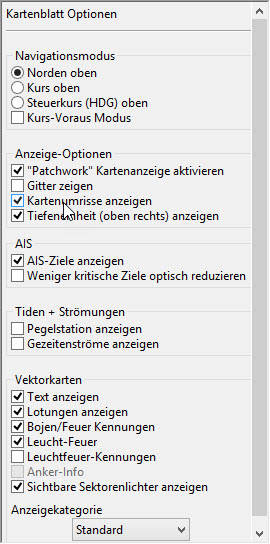 Kartenblatt Optionen
Navigationsmodus
Norden oben
Kurs oben
Steuerkurs (HDG) oben
Kurs-Voraus Modus
Anzeige-Optionen
"Patchwork" Kartenanzeige aktivieren
Gitter zeigen
Kartenumrisse anzeigen
Tiefeneinheit (oben rechts) anzeigen
AIS
AIS-Ziele anzeigen
Weniger kritische Ziele optisch reduzieren
Tiden + Strömungen
Pegelstation anzeigen
Gezeitenströme anzeigen
Vektorkarten
Text anzeigen
Lotungen anzeigen
Bojen/Feuer Kennungen
Leucht-Feuer
Leuchtfeuer-Kennungen
Anker-Info
Sichtbare Sektorenlichter anzeigen
Anzeigekategorie
Standard